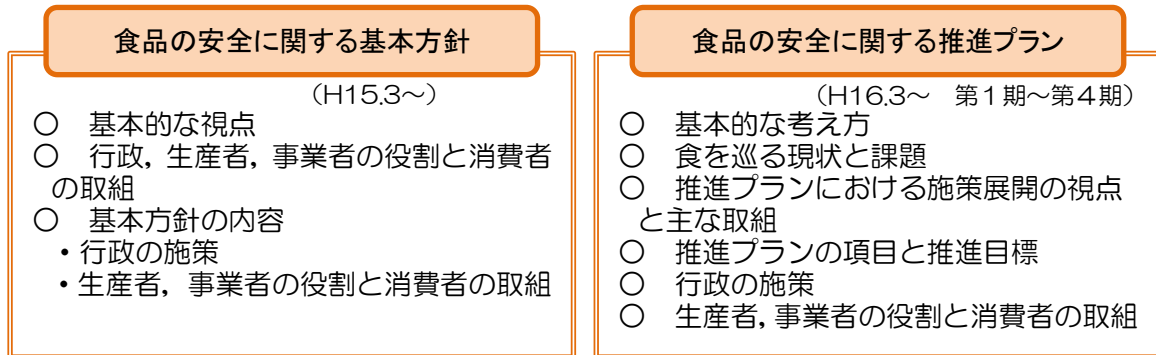 食品の安全に関する基本方針
(H15.3~)
○ 基本的な視点
○ 行政, 生産者, 事業者の役割と消費者
の取組
○ 基本方針の内容
・行政の施策
・生産者, 事業者の役割と消費者の取組
食品の安全に関する推進プラン
(H16.3~ 第1期~第4期)
○ 基本的な考え方
○ 食を巡る現状と課題
○ 推進プランにおける施策展開の視点
と主な取組
○ 推進プランの項目と推進目標
○ 行政の施策
○ 生産者, 事業者の役割と消費者の取組